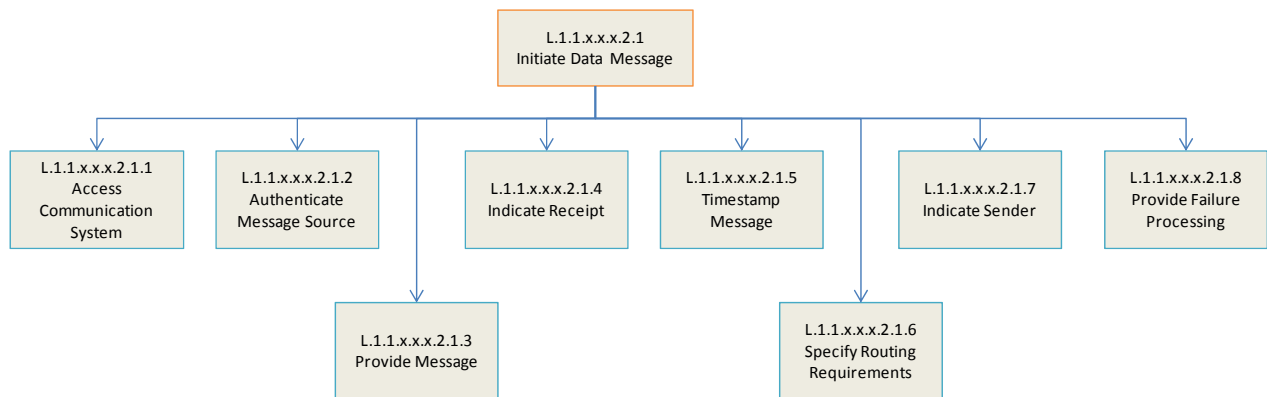 L.1.1.x.x.x.2.1
Initiate Data Message
L.1.1.x.x.x.2.1.1
Access
Communication
System
L.1.1.x.x.x.2.1.2
Authenticate
Message Source
L.1.1.x.x.x.2.1.4
Indicate Receipt
L.1.1.x.x.x.2.1.5
Timestamp
Message
L.1.1.x.x.x.2.1.7
Indicate Sender
L.1.1.x.x.x.2.1.8
Provide Failure
Processing
L.1.1.x.x.x.2.1.3
Provide Message
L.1.1.x.x.x.2.1.6
Specify Routing
Requirements